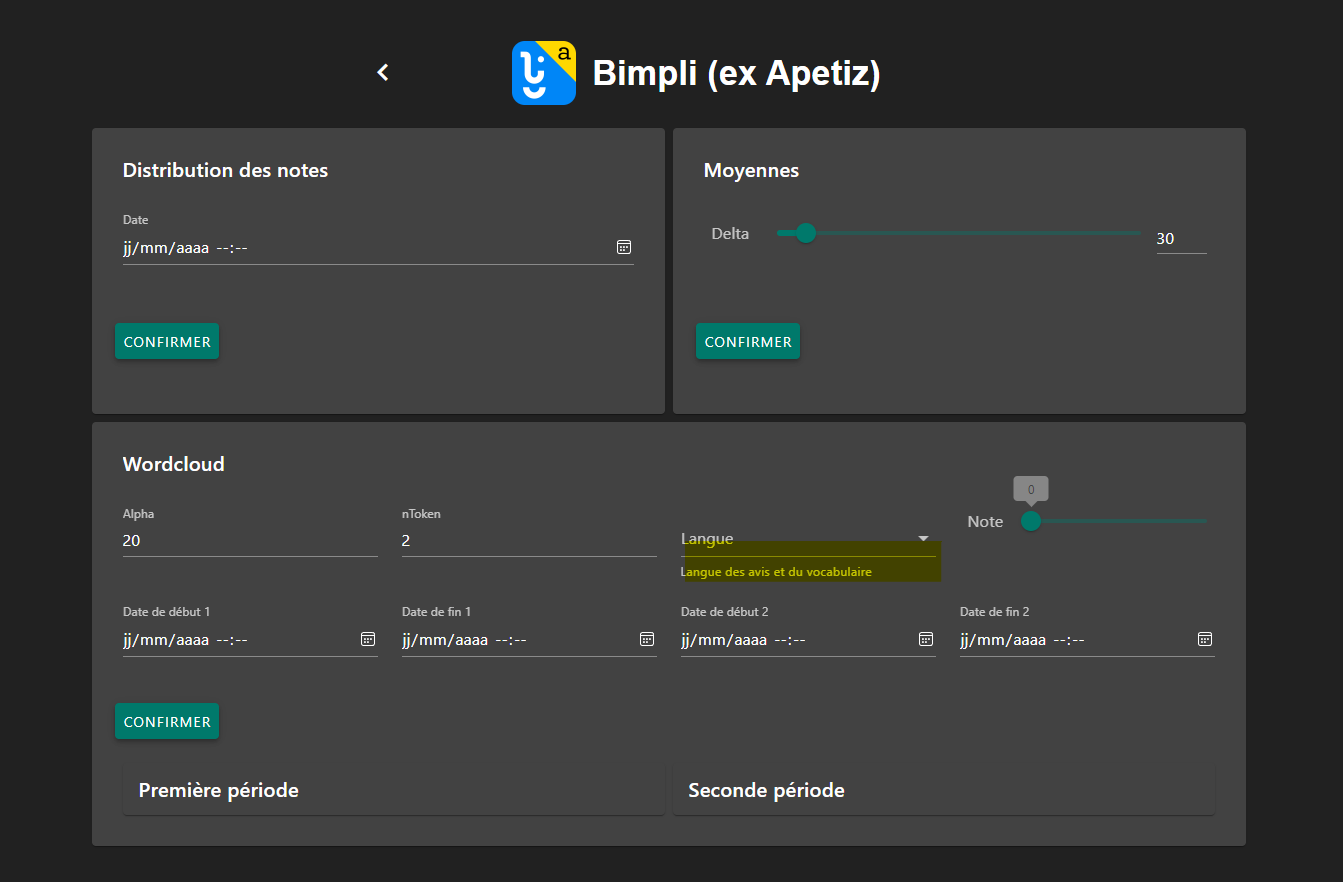 a
Bimpli (ex Apetiz)
Distribution des notes
Date
jj/mm/aaaa --:--
CONFIRMER
Moyennes
Delta
30
CONFIRMER
Wordcloud
Alpha
20
nToken
2
Langue
Langue des avis et du vocabulaire
Note
0
Date de début 1
jj/mm/aaaa --:--
Date de fin 1
jj/mm/aaaa --:--
Date de début 2
jj/mm/aaaa --:--
Date de fin 2
jj/mm/aaaa --:--
CONFIRMER
Première période
Seconde période